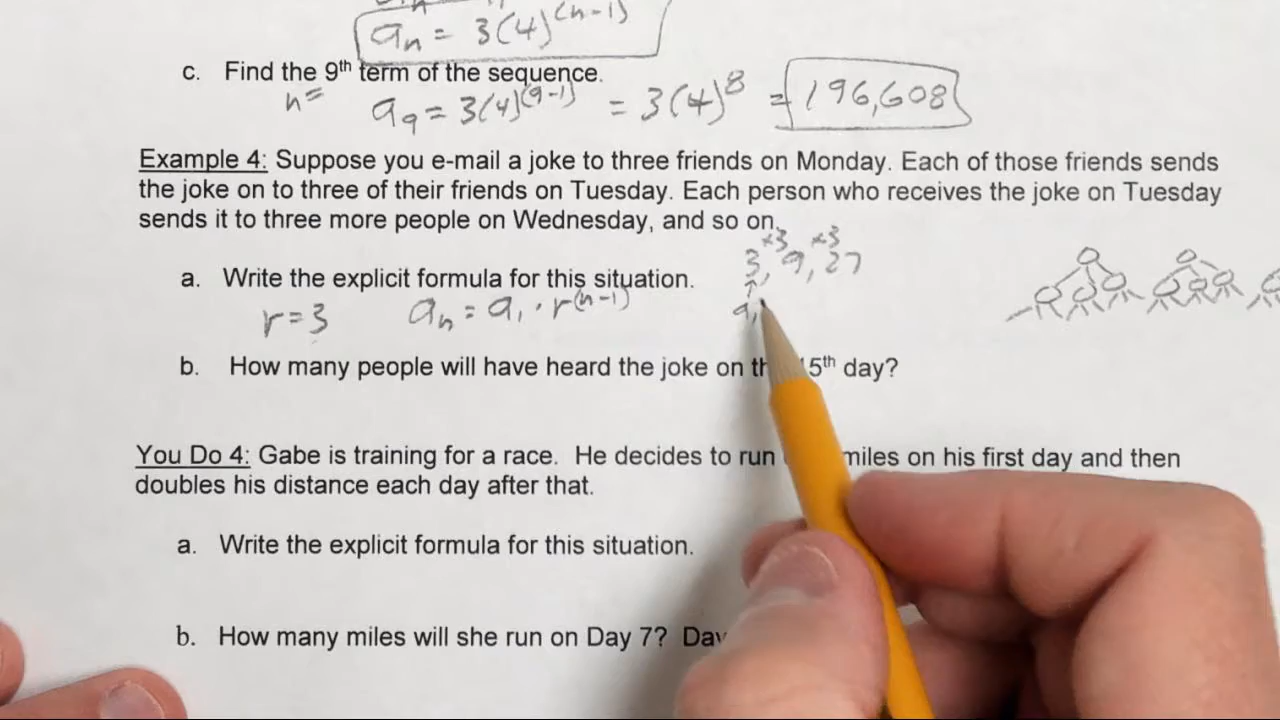 aₙ = 3(4)^(n-1)
c. Find the 9th term of the sequence.
n= a₉ = 3(4)^(9-1) = 3(4)^8 = 196,608
Example 4: Suppose you e-mail a joke to three friends on Monday. Each of those friends sends
the joke on to three of their friends on Tuesday. Each person who receives the joke on Tuesday
sends it to three more people on Wednesday, and so on.
×3 ×3
a. Write the explicit formula for this situation. 3, 9, 27
r=3 aₙ = a₁ · r^(n-1) a₁
b. How many people will have heard the joke on 5th day?
You Do 4: Gabe is training for a race. He decides to run miles on his first day and then
doubles his distance each day after that.
a. Write the explicit formula for this situation.
b. How many miles will she run on Day 7?